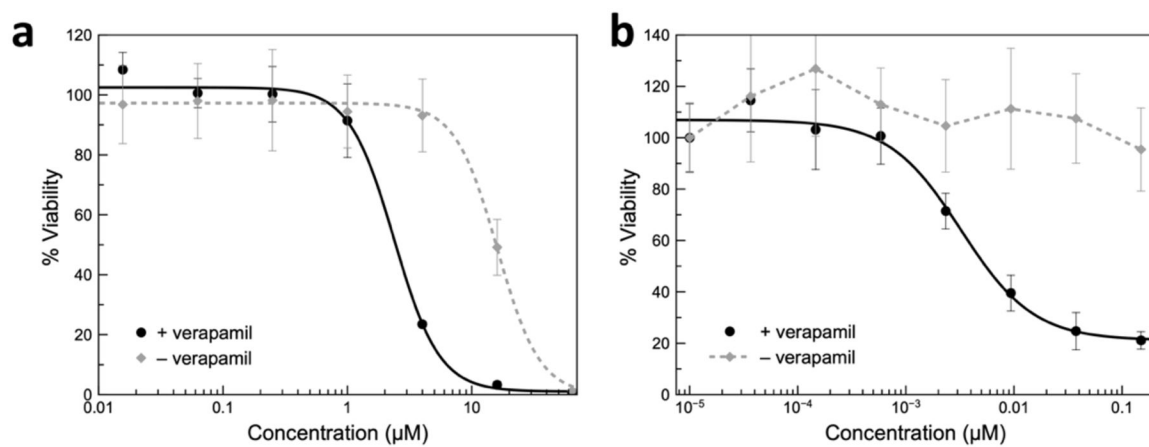 a
120
100
80
60
40
20
0
% Viability
+ verapamil
– verapamil
0.01 0.1 1 10
Concentration (µM)
b
140
120
100
80
60
40
20
0
% Viability
+ verapamil
– verapamil
10⁻⁵ 10⁻⁴ 10⁻³ 0.01 0.1
Concentration (µM)